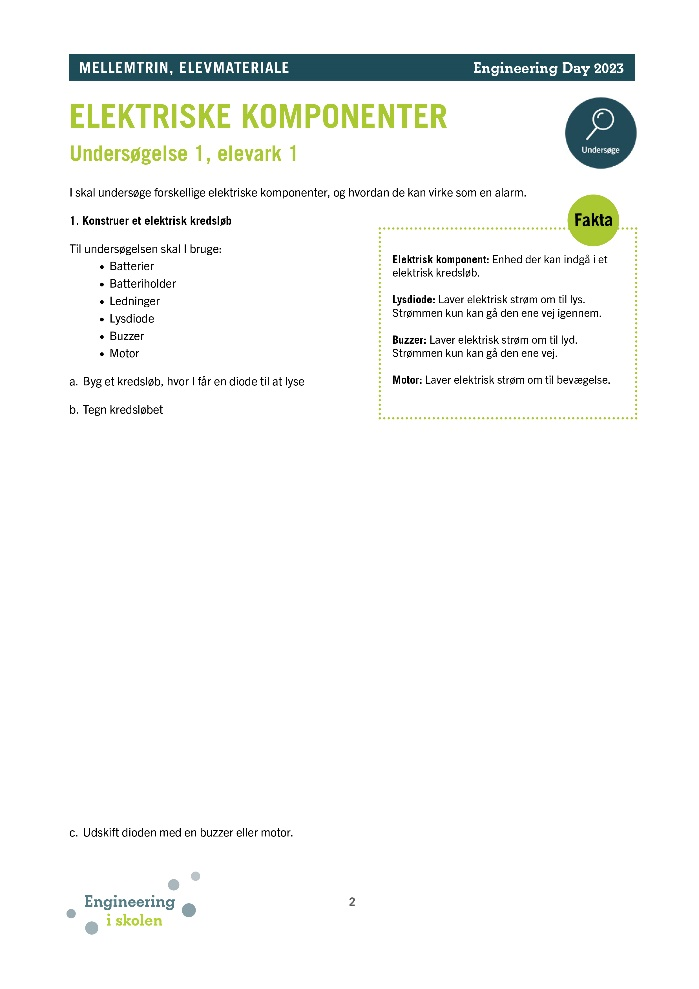 MELLEMTRIN, ELEVMATERIALE
Engineering Day 2023
ELEKTRISKE KOMPONENTER
Undersøgelse 1, elevark 1
Undersøge
I skal undersøge forskellige elektriske komponenter, og hvordan de kan virke som en alarm.
1. Konstruer et elektrisk kredsløb
Til undersøgelsen skal I bruge:
• Batterier
• Batteriholder
• Ledninger
• Lysdiode
• Buzzer
• Motor
a. Byg et kredsløb, hvor I får en diode til at lyse
b. Tegn kredsløbet
Fakta
Elektrisk komponent: Enhed der kan indgå i et
elektrisk kredsløb.
Lysdiode: Laver elektrisk strøm om til lys.
Strømmen kun kan gå den ene vej igennem.
Buzzer: Laver elektrisk strøm om til lyd.
Strømmen kun kan gå den ene vej.
Motor: Laver elektrisk strøm om til bevægelse.
c. Udskift dioden med en buzzer eller motor.
Engineering
i skolen
2